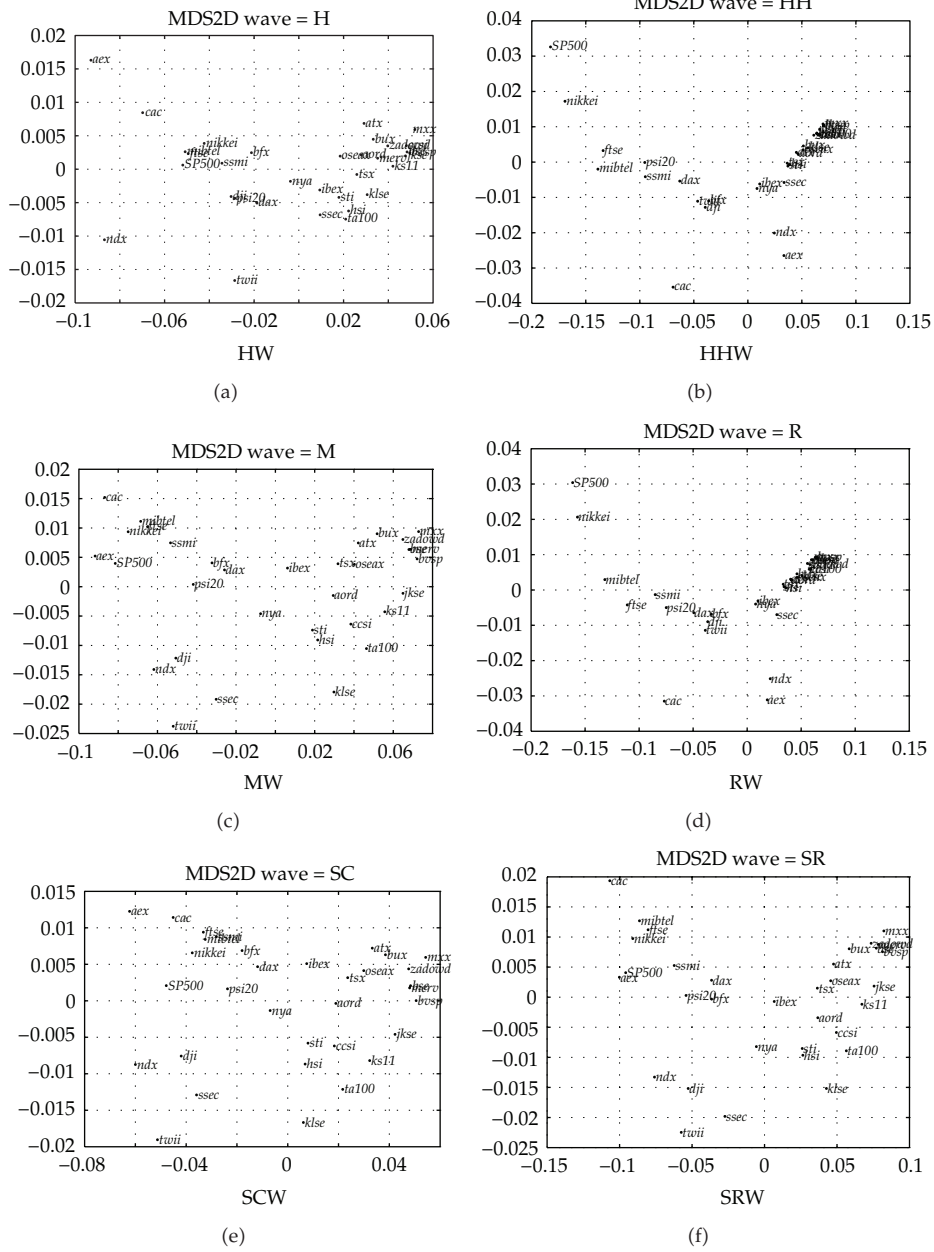 MDS2D wave = H
0.02
0.015
0.01
0.005
0
−0.005
−0.01
−0.015
−0.02
aex
cac
atx
nikkei
mibtel
ftse
SP500
ssmi
bfx
bux
mxx
oseax
aord
merv
jkse
ks11
tsx
nya
ibex
klse
sti
dji
psi20
dax
ssec
hsi
ta100
ndx
twii
−0.1
−0.06
−0.02
0.02
0.06
HW
(a)
MDS2D wave = HH
0.04
0.03
0.02
0.01
0
−0.01
−0.02
−0.03
−0.04
SP500
nikkei
ftse
mibtel
psi20
ssmi
dax
ibex
nya
ssec
twii
bfx
dji
ndx
aex
cac
aord
−0.2
−0.15
−0.1
−0.05
0
0.05
0.1
0.15
HHW
(b)
MDS2D wave = M
0.02
0.015
0.01
0.005
0
−0.005
−0.01
−0.015
−0.02
−0.025
cac
mibtel
ftse
nikkei
ssmi
aex
SP500
bfx
dax
psi20
ibex
atx
bux
mxx
zadowd
bvsp
tsx
oseax
aord
jkse
ks11
nya
ccsi
sti
hsi
ta100
dji
ndx
klse
ssec
twii
−0.1
−0.06
−0.02
0.02
0.06
MW
(c)
MDS2D wave = R
0.04
0.03
0.02
0.01
0
−0.01
−0.02
−0.03
−0.04
SP500
nikkei
mibtel
ssmi
ftse
psi20
dax
bfx
dji
twii
ibex
nya
ssec
hsi
ta100
ndx
aex
cac
−0.2
−0.15
−0.1
−0.05
0
0.05
0.1
0.15
RW
(d)
MDS2D wave = SC
0.015
0.01
0.005
0
−0.005
−0.01
−0.015
−0.02
aex
cac
ftse
ssmi
mibtel
nikkei
bfx
dax
SP500
psi20
nya
ibex
atx
bux
mxx
oseax
zadowd
tsx
bse
merv
bvsp
aord
jkse
sti
ccsi
hsi
ks11
dji
ndx
ssec
ta100
klse
twii
−0.08
−0.04
0
0.04
SCW
(e)
MDS2D wave = SR
0.02
0.015
0.01
0.005
0
−0.005
−0.01
−0.015
−0.02
−0.025
cac
mibtel
ftse
nikkei
SP500
aex
ssmi
dax
psi20
bfx
ibex
mxx
zadowd
bux
bvsp
atx
oseax
tsx
jkse
ks11
aord
ccsi
nya
sti
hsi
ta100
ndx
dji
klse
ssec
twii
−0.15
−0.1
−0.05
0
0.05
0.1
SRW
(f)